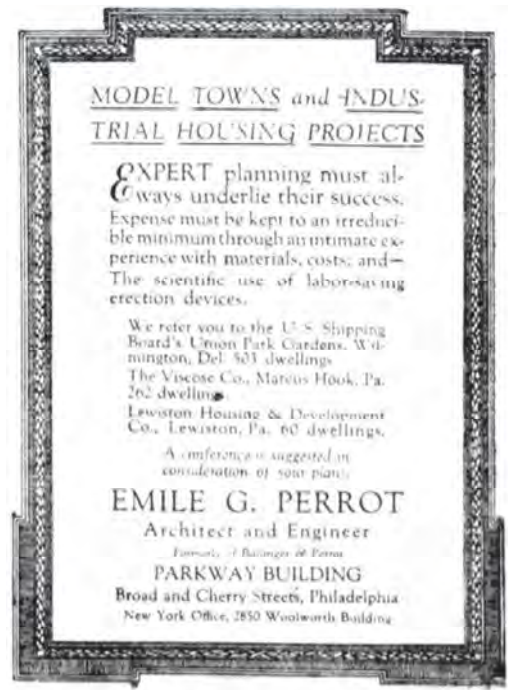 MODEL TOWNS and INDUS-
TRIAL HOUSING PROJECTS
EXPERT planning must al-
ways underlie their success.
Expense must be kept to an irreduci-
ble minimum through an intimate ex-
perience with materials, costs; and—
The scientific use of labor-saving
erection devices.
We refer you to the U. S. Shipping
Board's Union Park Gardens, Wil-
mington, Del. 503 dwellings
The Viscose Co., Marcus Hook, Pa.
262 dwellings
Lewiston Housing & Development
Co., Lewiston, Pa. 60 dwellings.
A conference is suggested in
consideration of your plans.
EMILE G. PERROT
Architect and Engineer
Formerly of Ballinger & Perrot
PARKWAY BUILDING
Broad and Cherry Streets, Philadelphia
New York Office, 2850 Woolworth Building